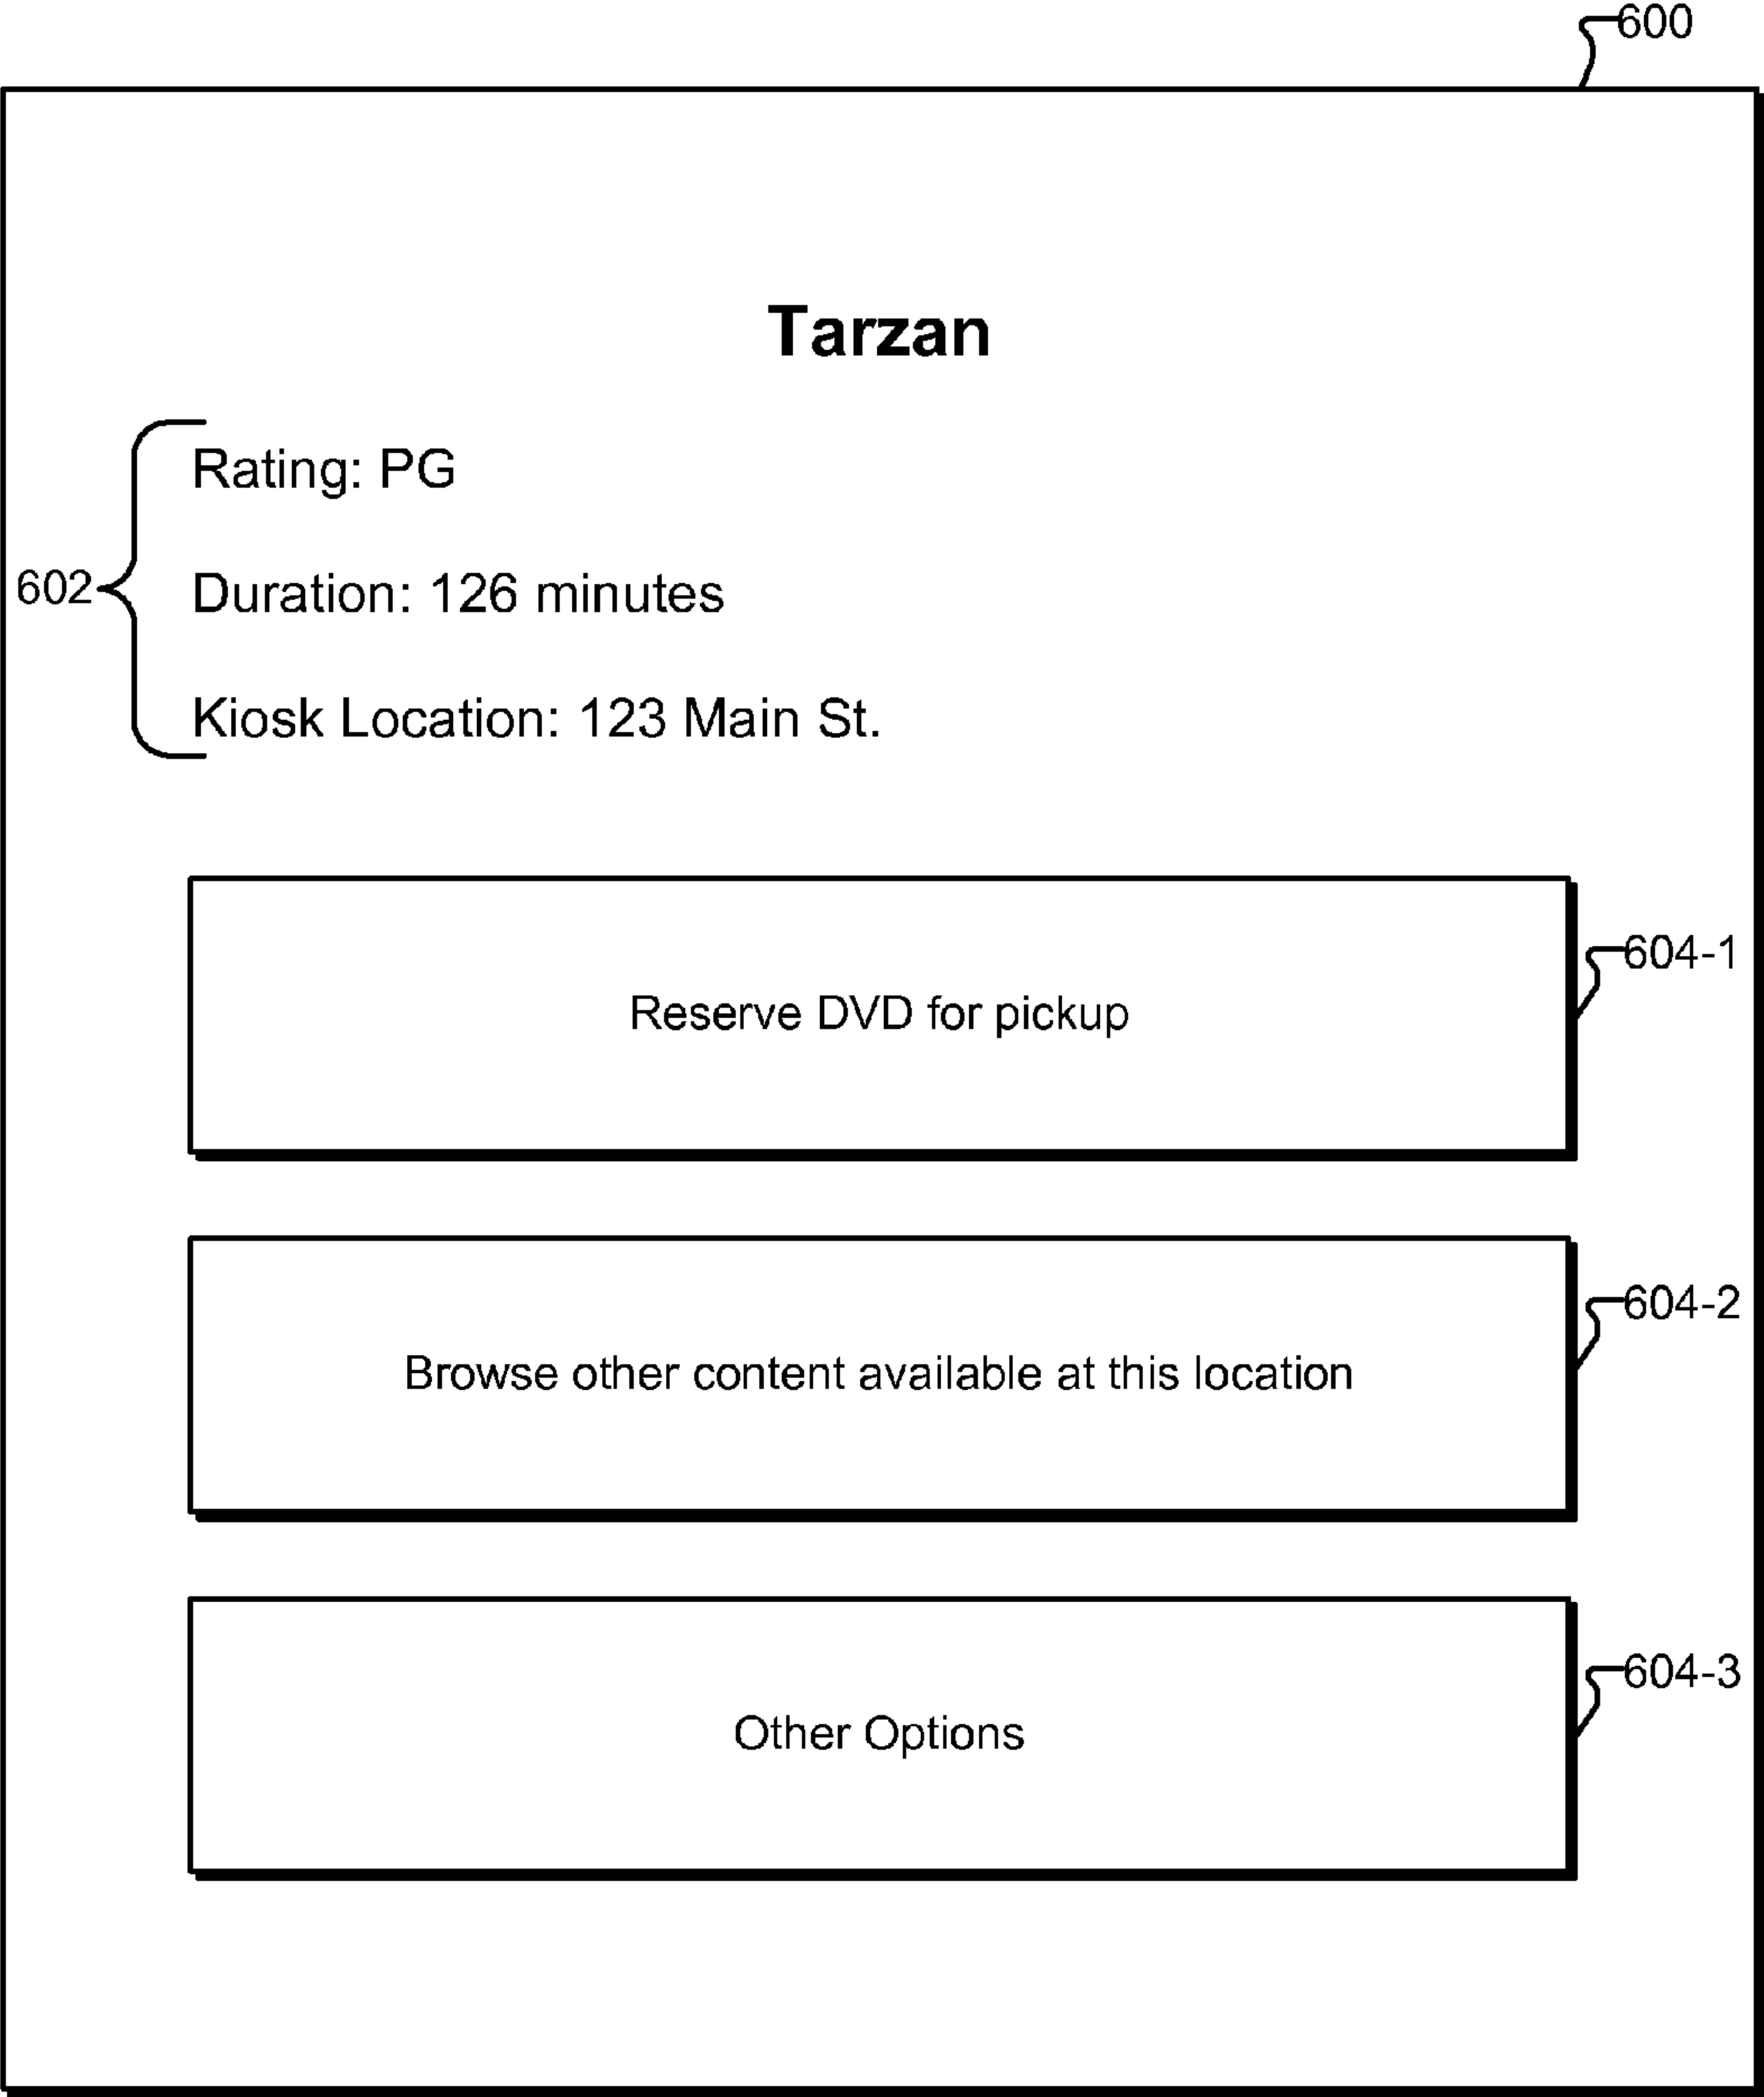 600
Tarzan
Rating: PG
602
Duration: 126 minutes
Kiosk Location: 123 Main St.
604-1
Reserve DVD for pickup
604-2
Browse other content available at this location
604-3
Other Options